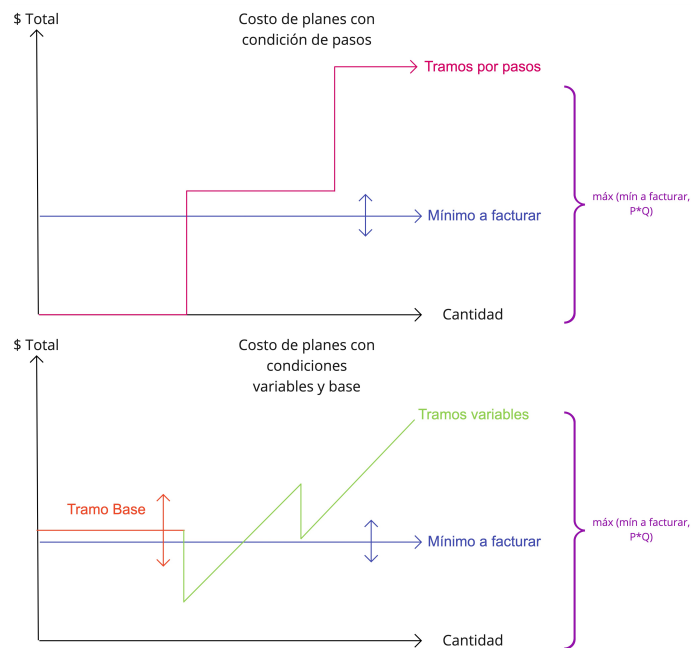 $ Total
Costo de planes con
condición de pasos
Tramos por pasos
máx (mín a facturar,
P*Q)
Mínimo a facturar
Cantidad
$ Total
Costo de planes con
condiciones
variables y base
Tramos variables
Tramo Base
máx (mín a facturar,
P*Q)
Mínimo a facturar
Cantidad